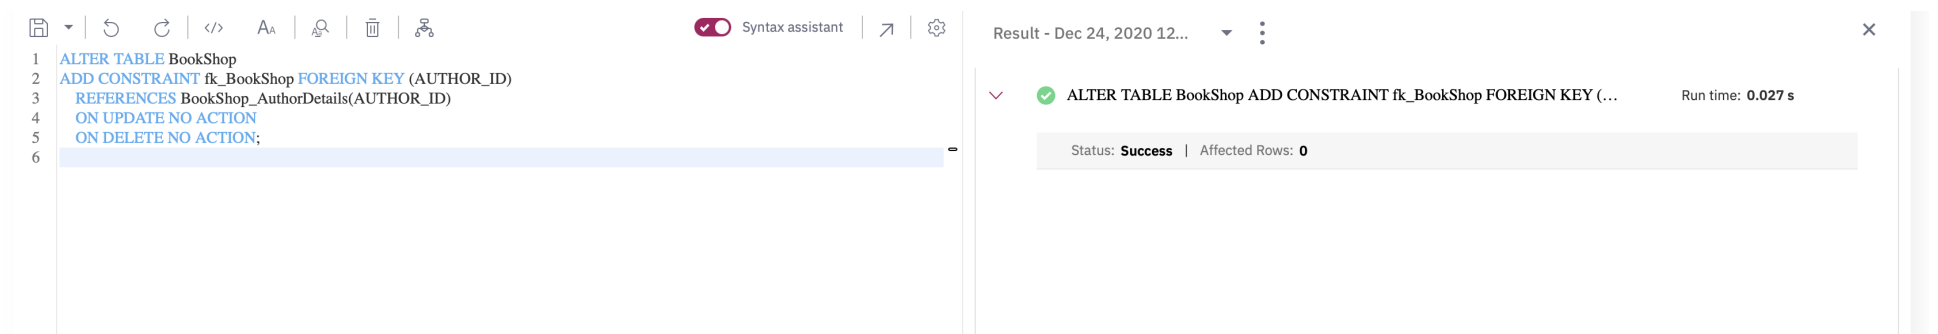 Syntax assistant
1 ALTER TABLE BookShop
2 ADD CONSTRAINT fk_BookShop FOREIGN KEY (AUTHOR_ID)
3 REFERENCES BookShop_AuthorDetails(AUTHOR_ID)
4 ON UPDATE NO ACTION
5 ON DELETE NO ACTION;
6
Result - Dec 24, 2020 12...
ALTER TABLE BookShop ADD CONSTRAINT fk_BookShop FOREIGN KEY (... Run time: 0.027 s
Status: Success | Affected Rows: 0